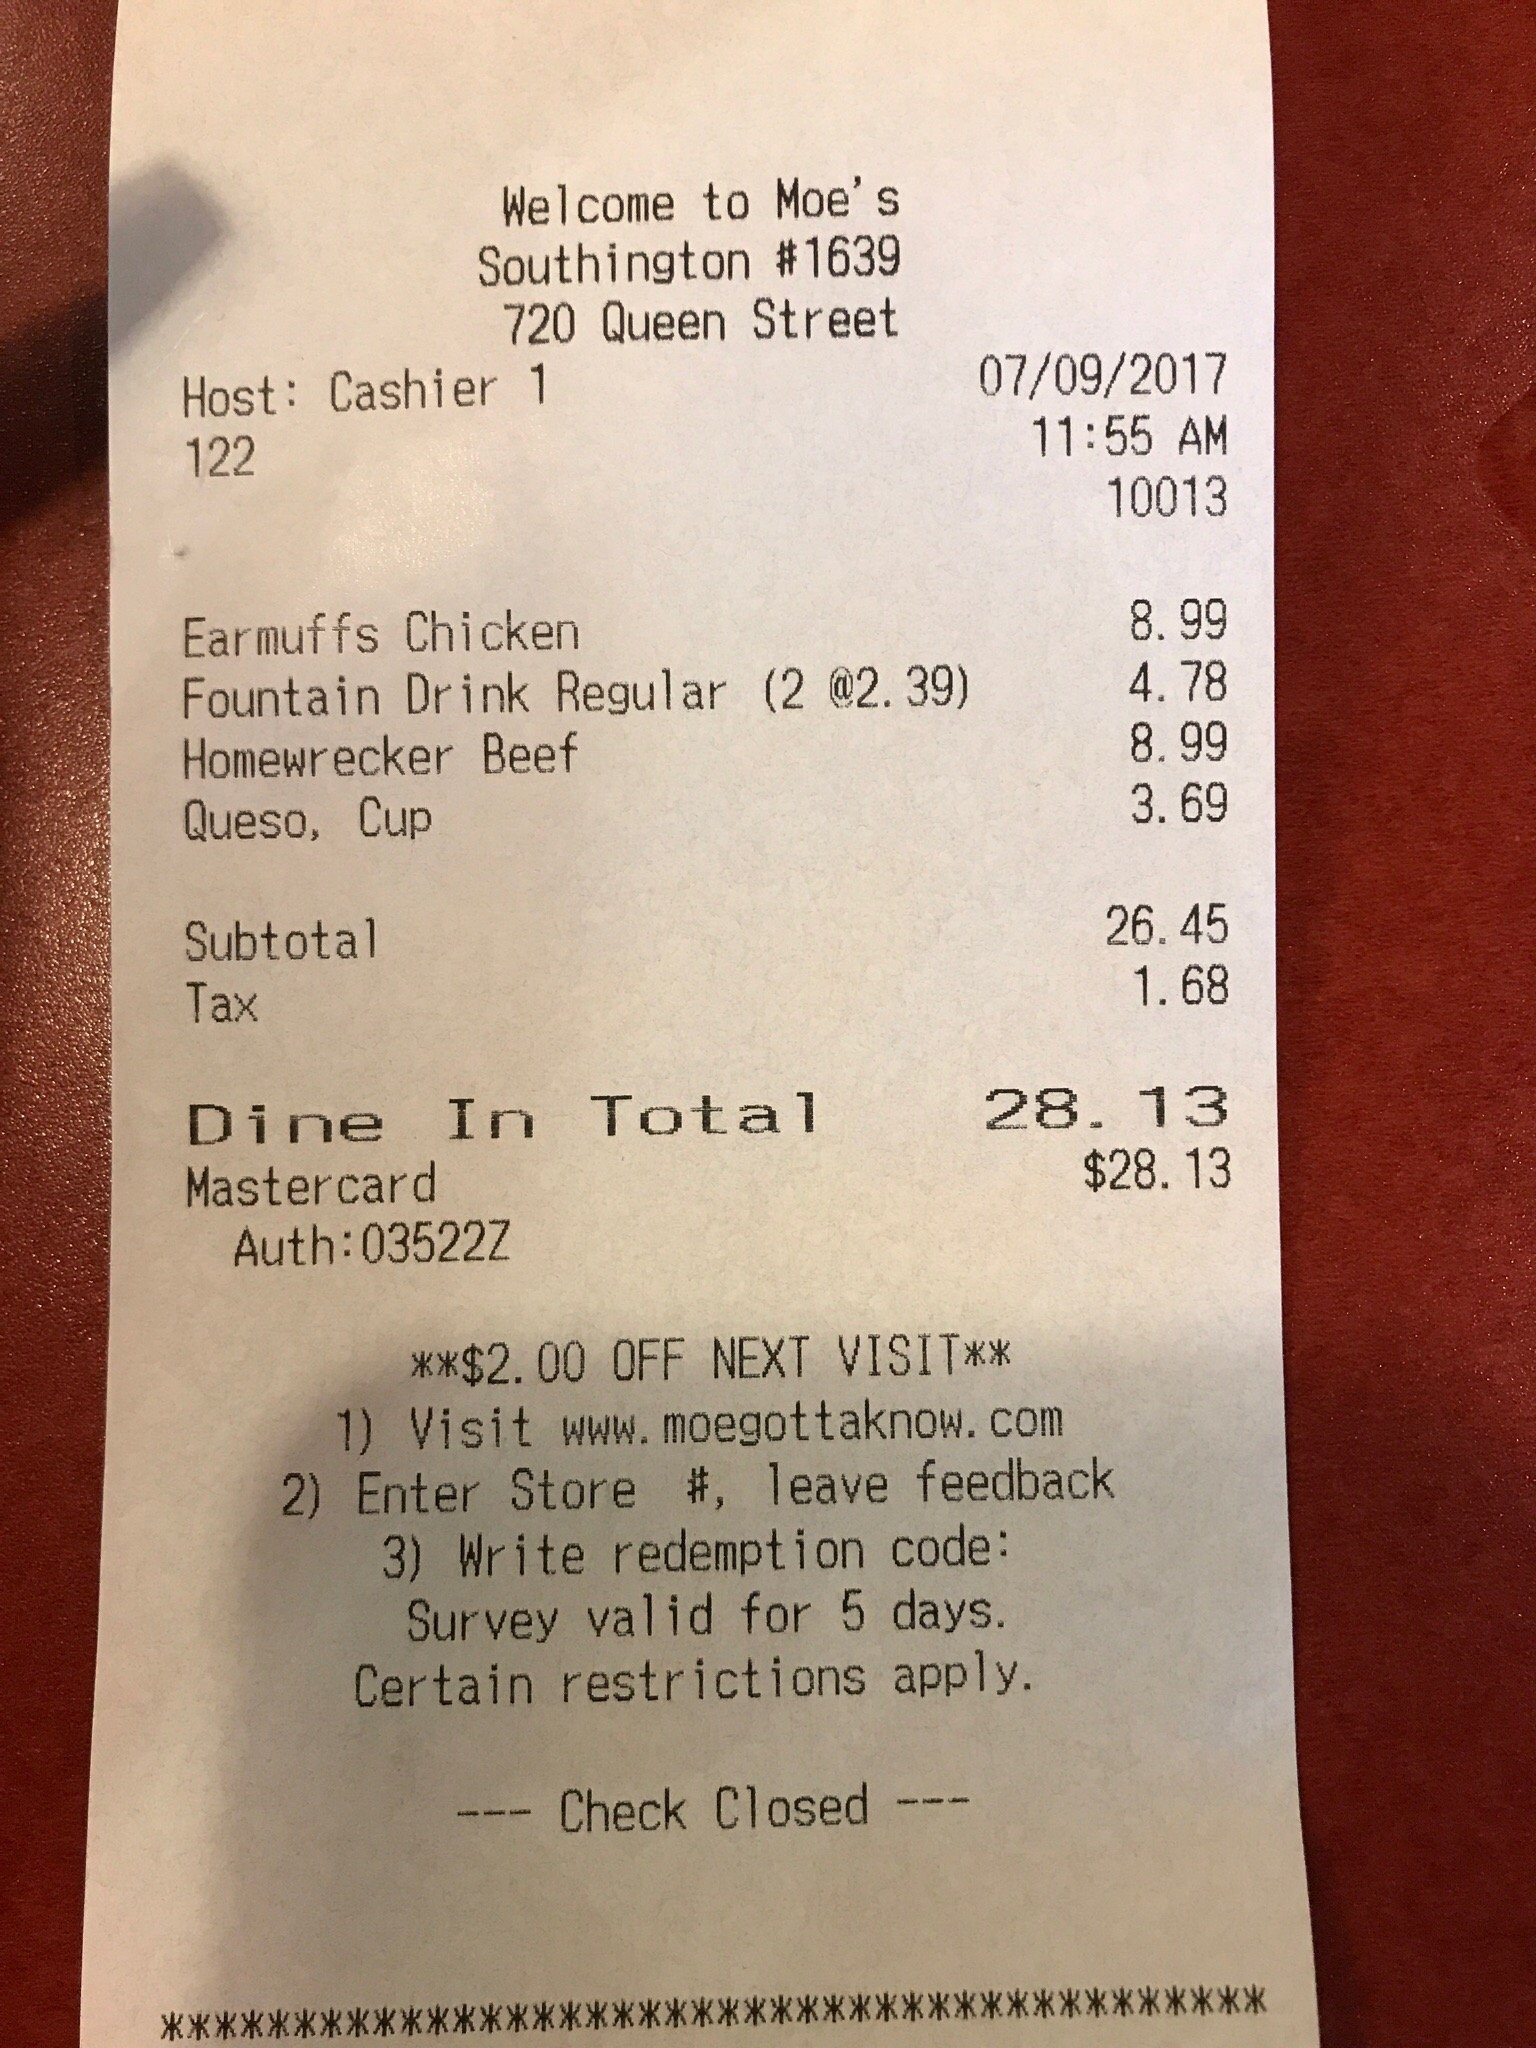 Welcome to Moe's
Southington #1639
720 Queen Street
Host: Cashier 1 07/09/2017
122 11:55 AM
10013
Earmuffs Chicken 8.99
Fountain Drink Regular (2 @2.39) 4.78
Homewrecker Beef 8.99
Queso, Cup 3.69
Subtotal 26.45
Tax 1.68
Dine In Total 28.13
Mastercard $28.13
Auth:03522Z
**$2.00 OFF NEXT VISIT**
1) Visit www.moegottaknow.com
2) Enter Store #, leave feedback
3) Write redemption code:
Survey valid for 5 days.
Certain restrictions apply.
--- Check Closed ---
******************************************